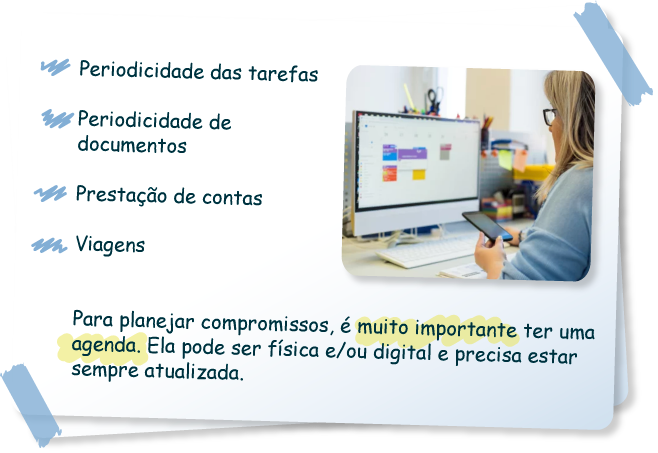 Periodicidade das tarefas
Periodicidade de
documentos
Prestação de contas
Viagens
Para planejar compromissos, é muito importante ter uma
agenda. Ela pode ser física e/ou digital e precisa estar
sempre atualizada.